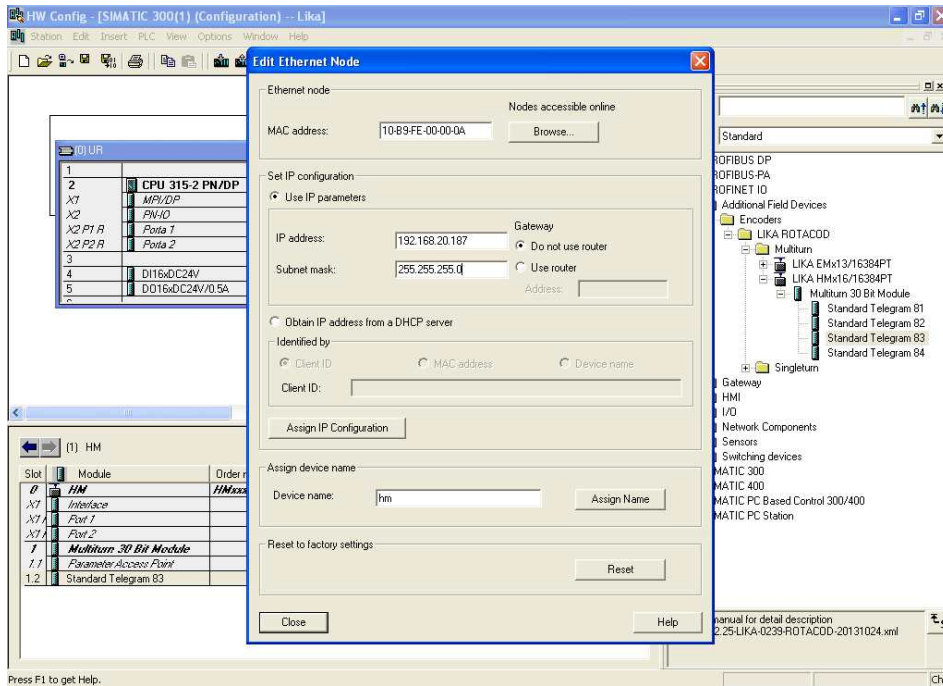 HW Config - [SIMATIC 300(1) (Configuration) -- Lika]
Station Edit Insert PLC View Options Window Help
(0) UR
1
2 CPU 315-2 PN/DP
X1 MPI/DP
X2 PN-IO
X2 P1 R Porta 1
X2 P2 R Porta 2
3
4 DI16xDC24V
5 DO16xDC24V/0.5A
Edit Ethernet Node
Ethernet node
Nodes accessible online
MAC address: 10-B9-FE-00-00-0A Browse...
Set IP configuration
Use IP parameters
IP address: 192.168.20.187
Subnet mask: 255.255.255.0
Gateway
Do not use router
Use router
Address:
Obtain IP address from a DHCP server
Identified by
Client ID MAC address Device name
Client ID:
Assign IP Configuration
Assign device name
Device name: hm Assign Name
Reset to factory settings
Reset
Close Help
Standard
ROFIBUS DP
ROFIBUS-PA
ROFINET IO
Additional Field Devices
Encoders
LIKA ROTACOD
Multiturn
LIKA EMx13/16384PT
LIKA HMx16/16384PT
Multiturn 30 Bit Module
Standard Telegram 81
Standard Telegram 82
Standard Telegram 83
Standard Telegram 84
Singleturn
Gateway
HMI
I/O
Network Components
Sensors
Switching devices
MATIC 300
MATIC 400
MATIC PC Based Control 300/400
MATIC PC Station
manual for detail description
2.25-LIKA-0239-ROTACOD-20131024.xml
(1) HM
Slot Module Order
0 HM HMxxx
X1 Interface
X1 Port 1
X1 Port 2
1 Multiturn 30 Bit Module
1.1 Parameter Access Point
1.2 Standard Telegram 83
Press F1 to get Help.
Ch